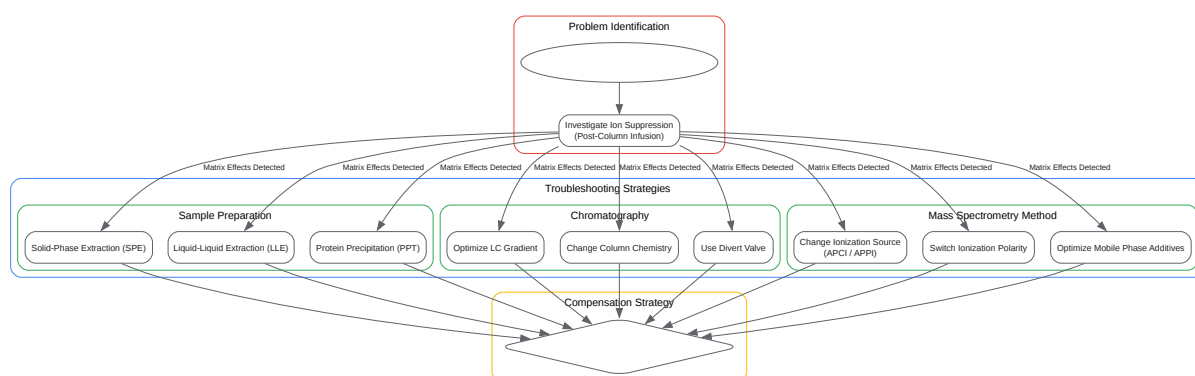 Problem Identification
Investigate Ion Suppression
(Post-Column Infusion)
Matrix Effects Detected
Matrix Effects Detected
Matrix Effects Detected
Matrix Effects Detected
Matrix Effects Detected
Matrix Effects Detected
Matrix Effects Detected
Matrix Effects Detected
Matrix Effects Detected
Troubleshooting Strategies
Sample Preparation
Chromatography
Mass Spectrometry Method
Solid-Phase Extraction (SPE)
Liquid-Liquid Extraction (LLE)
Protein Precipitation (PPT)
Optimize LC Gradient
Change Column Chemistry
Use Divert Valve
Change Ionization Source
(APCI / APPI)
Switch Ionization Polarity
Optimize Mobile Phase Additives
Compensation Strategy